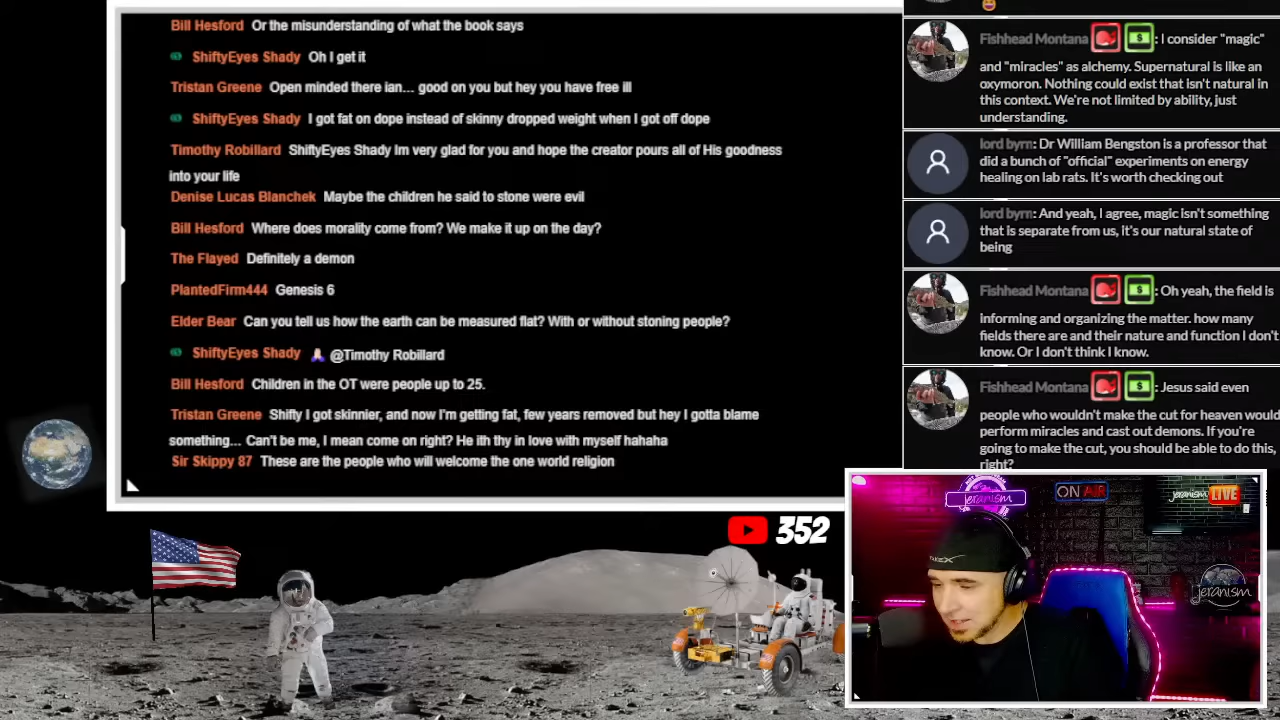 Bill Hesford Or the misunderstanding of what the book says
ShiftyEyes Shady Oh I get it
Tristan Greene Open minded there ian... good on you but hey you have free ill
ShiftyEyes Shady I got fat on dope instead of skinny dropped weight when I got off dope
Timothy Robillard ShiftyEyes Shady Im very glad for you and hope the creator pours all of His goodness
into your life
Denise Lucas Blanchek Maybe the children he said to stone were evil
Bill Hesford Where does morality come from? We make it up on the day?
The Flayed Definitely a demon
PlantedFirm444 Genesis 6
Elder Bear Can you tell us how the earth can be measured flat? With or without stoning people?
ShiftyEyes Shady 🙏🏻 @Timothy Robillard
Bill Hesford Children in the OT were people up to 25.
Tristan Greene Shifty I got skinnier, and now I'm getting fat, few years removed but hey I gotta blame
something... Can't be me, I mean come on right? He ith thy in love with myself hahaha
Sir Skippy 87 These are the people who will welcome the one world religion
Fishhead Montana $ : I consider "magic"
and "miracles" as alchemy. Supernatural is like an
oxymoron. Nothing could exist that isn't natural in
this context. We're not limited by ability, just
understanding.
lord byrn: Dr William Bengston is a professor that
did a bunch of "official" experiments on energy
healing on lab rats. It's worth checking out
lord byrn: And yeah, I agree, magic isn't something
that is separate from us, it's our natural state of
being
Fishhead Montana $ : Oh yeah, the field is
informing and organizing the matter. how many
fields there are and their nature and function I don't
know. Or I don't think I know.
Fishhead Montana $ : Jesus said even
people who wouldn't make the cut for heaven would
perform miracles and cast out demons. If you're
going to make the cut, you should be able to do this,
right?
352
jeranism
ON AIR
jeranism LIVE
jeranism